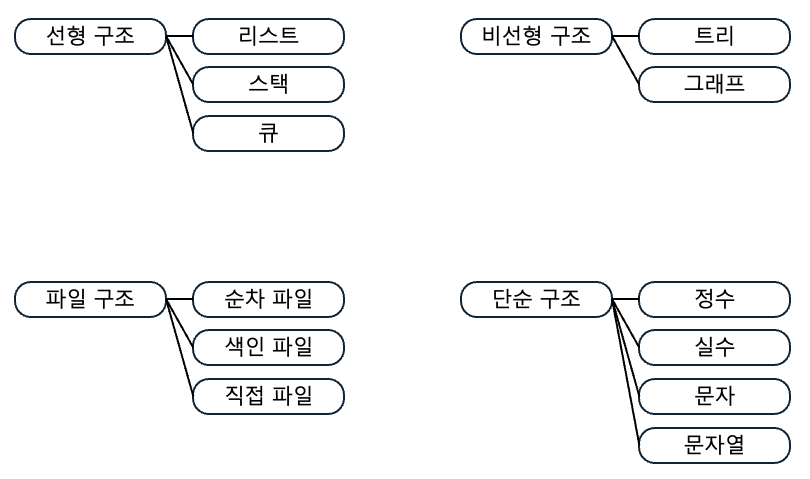 선형 구조
리스트
스택
큐
비선형 구조
트리
그래프
파일 구조
순차 파일
색인 파일
직접 파일
단순 구조
정수
실수
문자
문자열